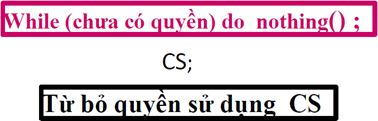 While (chưa có quyền) do nothing() ;
CS;
Từ bỏ quyền sử dụng CS